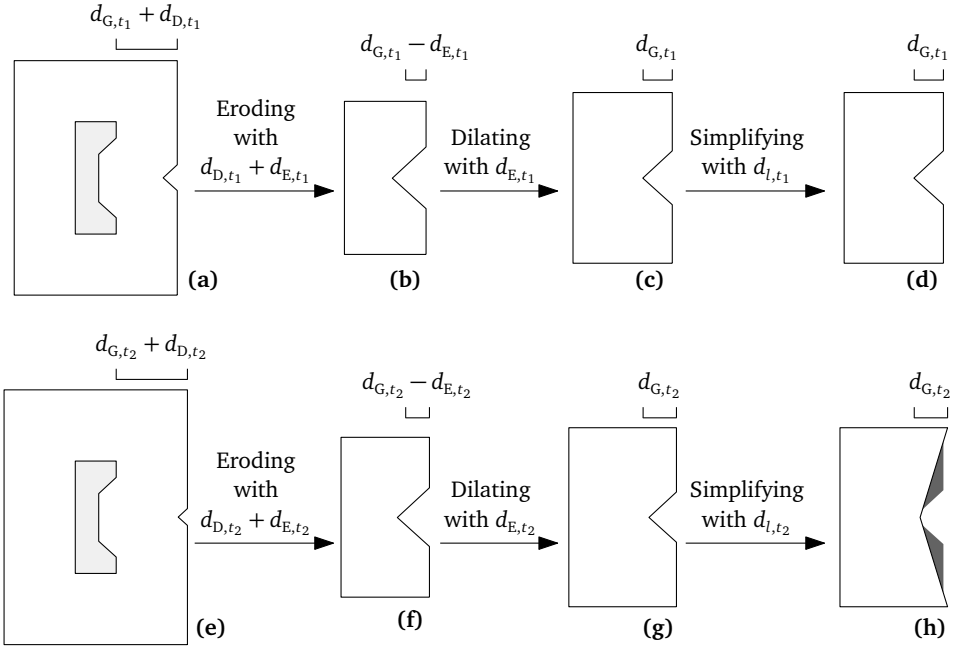 d_{G,t_1} + d_{D,t_1}
d_{G,t_1} − d_{E,t_1}
d_{G,t_1}
d_{G,t_1}
Eroding
with
d_{D,t_1} + d_{E,t_1}
Dilating
with d_{E,t_1}
Simplifying
with d_{l,t_1}
(a)
(b)
(c)
(d)
d_{G,t_2} + d_{D,t_2}
d_{G,t_2} − d_{E,t_2}
d_{G,t_2}
d_{G,t_2}
Eroding
with
d_{D,t_2} + d_{E,t_2}
Dilating
with d_{E,t_2}
Simplifying
with d_{l,t_2}
(e)
(f)
(g)
(h)